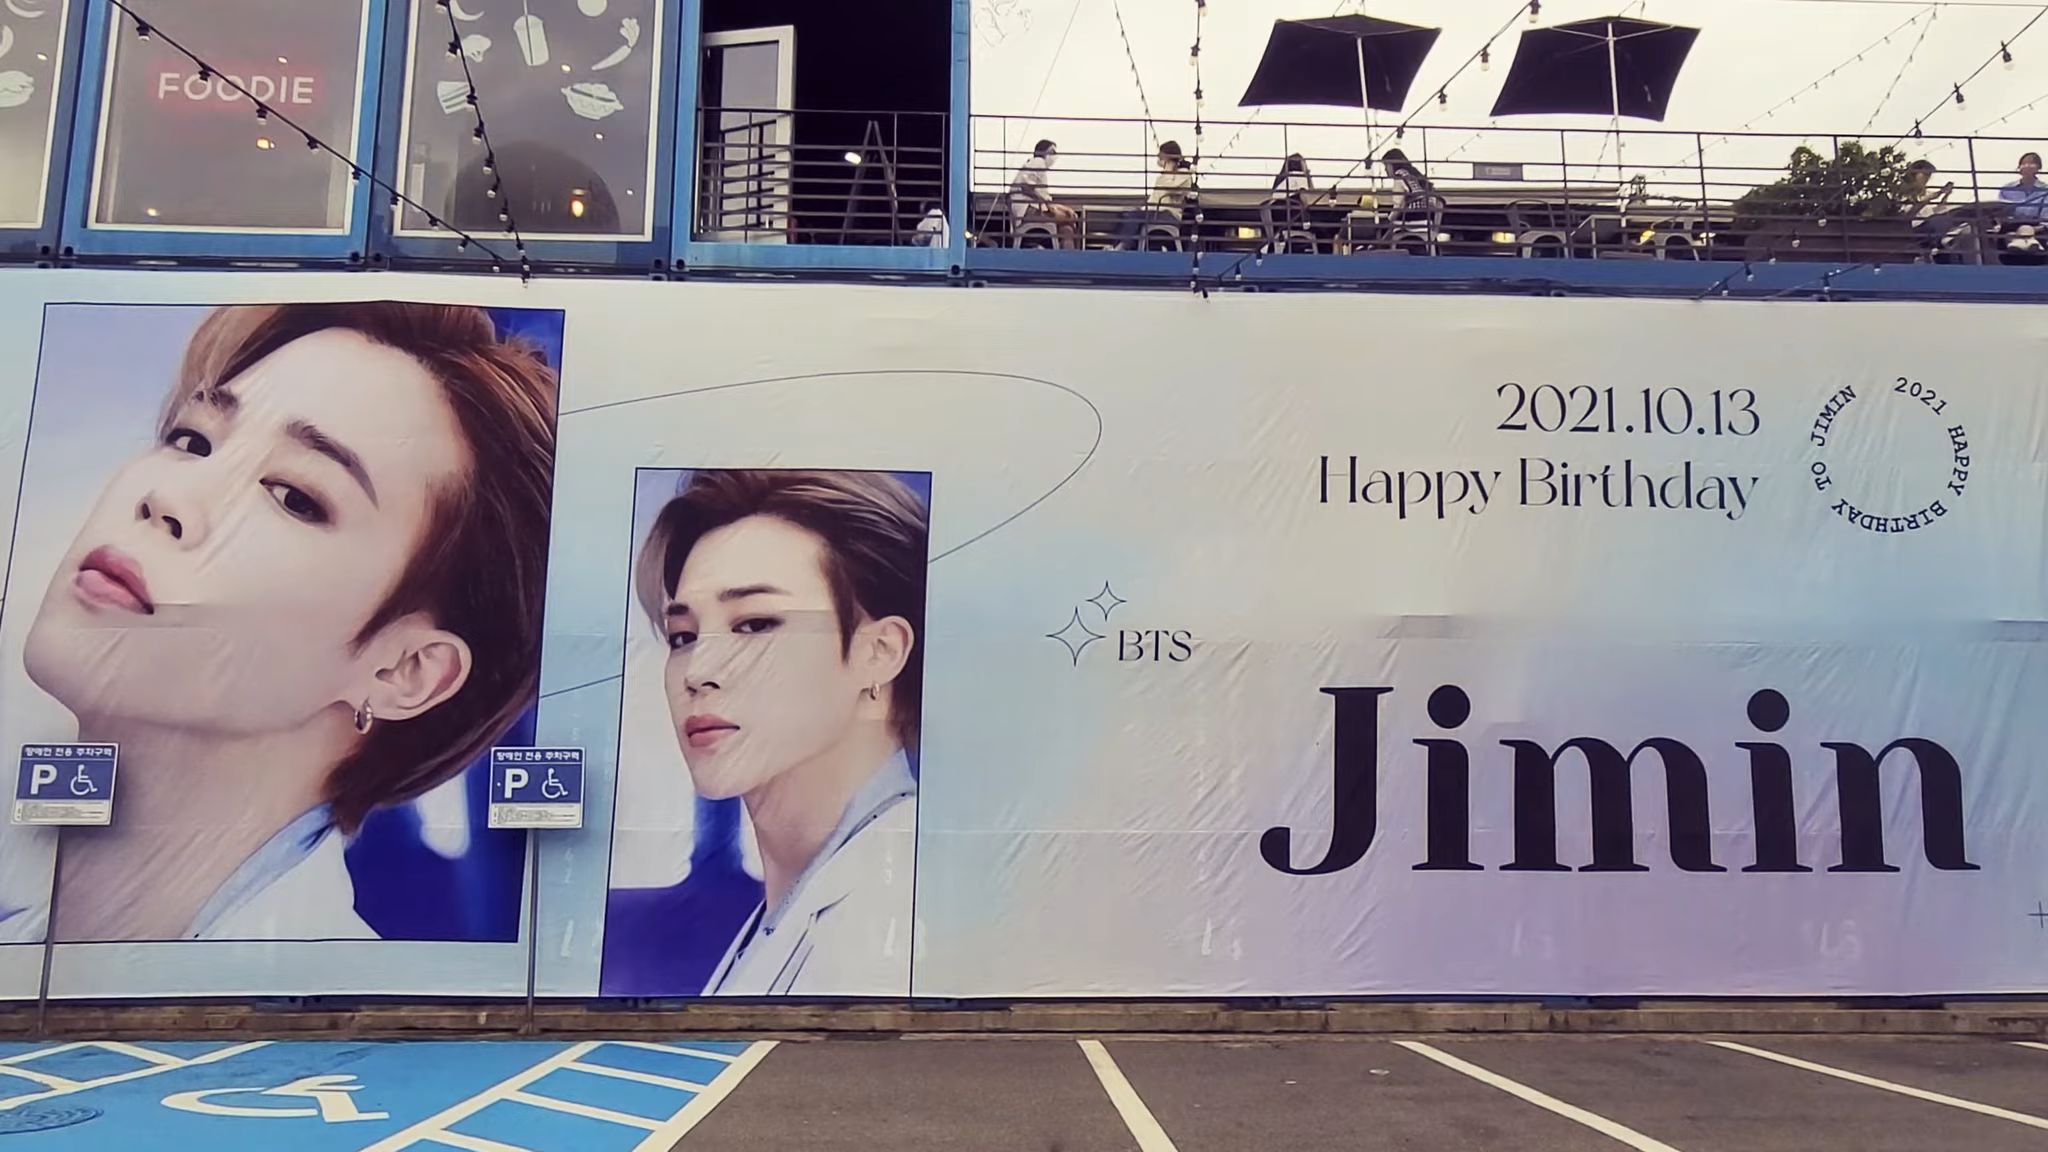 FOODIE
2021.10.13
Happy Birthday
2021 HAPPY BIRTHDAY TO JIMIN
BTS
Jimin
장애인 전용 주차구역
P
장애인 전용 주차구역
P